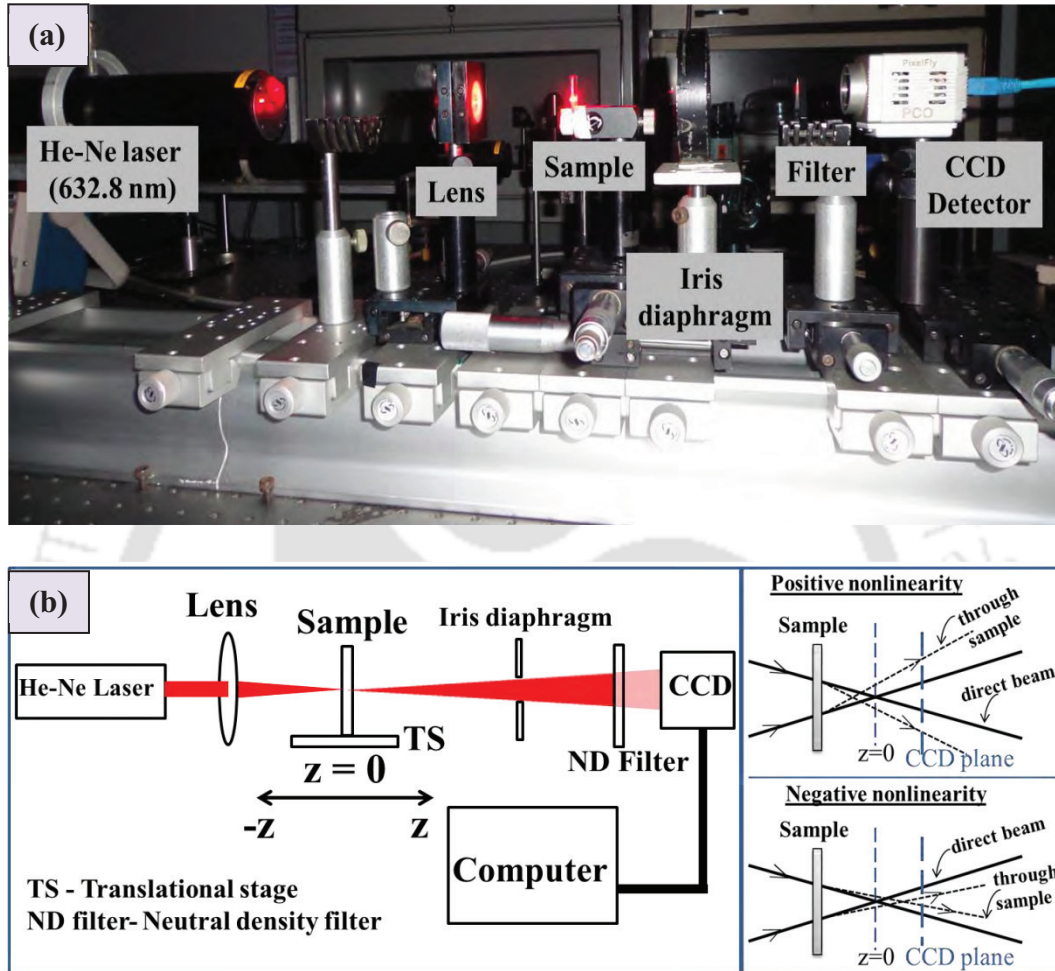 (a)
He-Ne laser
(632.8 nm)
Lens
Sample
Iris
diaphragm
Filter
PixelFly
PCO
CCD
Detector
(b)
Lens
Sample
Iris diaphragm
He-Ne Laser
CCD
TS
ND Filter
z = 0
-z
z
Computer
TS - Translational stage
ND filter- Neutral density filter
Positive nonlinearity
Sample
through
sample
direct beam
z=0
CCD plane
Negative nonlinearity
Sample
direct beam
through
sample
z=0
CCD plane